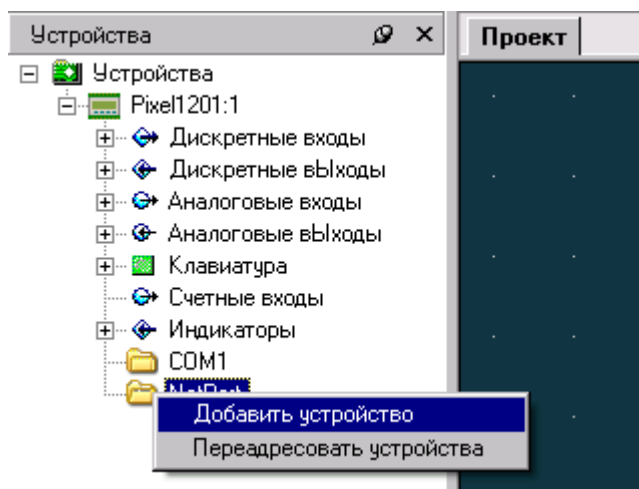 Устройства
Проект
Устройства
Pixel1201:1
Дискретные входы
Дискретные вЫходы
Аналоговые входы
Аналоговые вЫходы
Клавиатура
Счетные входы
Индикаторы
COM1
Добавить устройство
Переадресовать устройства